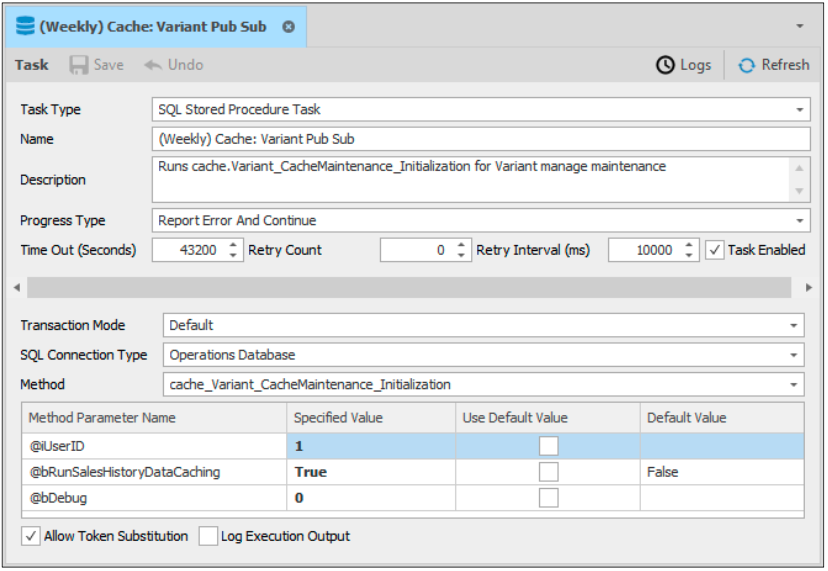 (Weekly) Cache: Variant Pub Sub
Task Save Undo Logs Refresh
Task Type SQL Stored Procedure Task
Name (Weekly) Cache: Variant Pub Sub
Description Runs cache.Variant_CacheMaintenance_Initialization for Variant manage maintenance
Progress Type Report Error And Continue
Time Out (Seconds) 43200 Retry Count 0 Retry Interval (ms) 10000 Task Enabled
Transaction Mode Default
SQL Connection Type Operations Database
Method cache_Variant_CacheMaintenance_Initialization
Method Parameter Name Specified Value Use Default Value Default Value
@iUserID 1
@bRunSalesHistoryDataCaching True False
@bDebug 0
Allow Token Substitution Log Execution Output